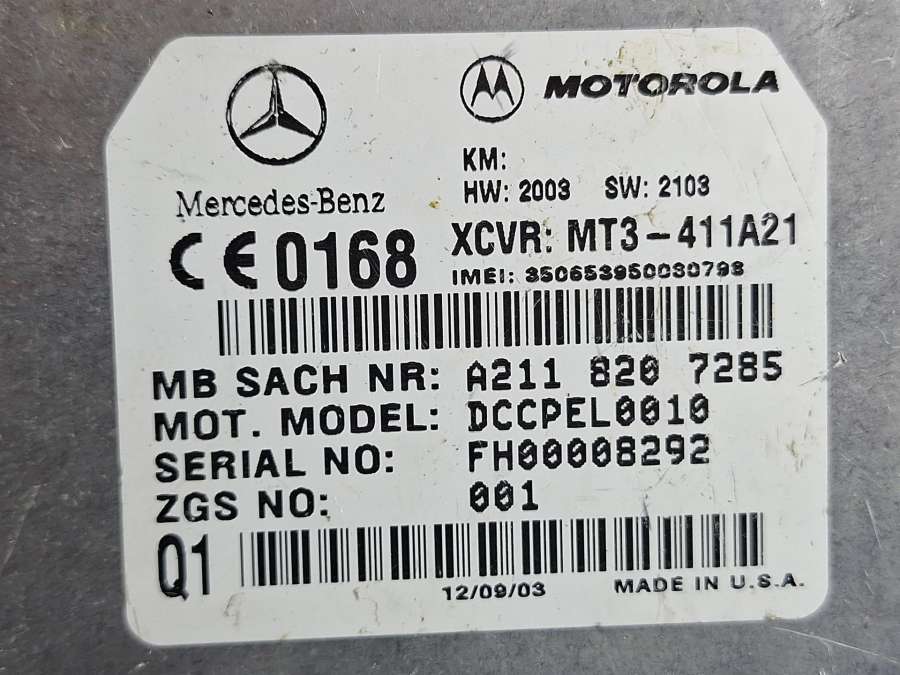 MOTOROLA
Mercedes-Benz
KM:
HW: 2003 SW: 2103
CE 0168
XCVR: MT3-411A21
IMEI: 350653950080798
MB SACH NR: A211 820 7285
MOT. MODEL: DCCPEL0010
SERIAL NO: FH00008292
ZGS NO: 001
Q1
12/09/03
MADE IN U.S.A.